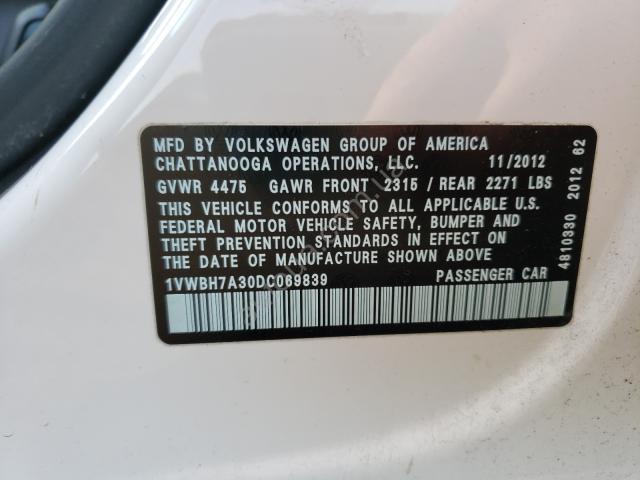 MFD BY VOLKSWAGEN GROUP OF AMERICA
CHATTANOOGA OPERATIONS, LLC. 11/2012
GVWR 4475 GAWR FRONT 2315 / REAR 2271 LBS
THIS VEHICLE CONFORMS TO ALL APPLICABLE U.S.
FEDERAL MOTOR VEHICLE SAFETY, BUMPER AND
THEFT PREVENTION STANDARDS IN EFFECT ON
THE DATE OF MANUFACTURE SHOWN ABOVE
1VWBH7A30DC069839 PASSENGER CAR
4810330 2012 62